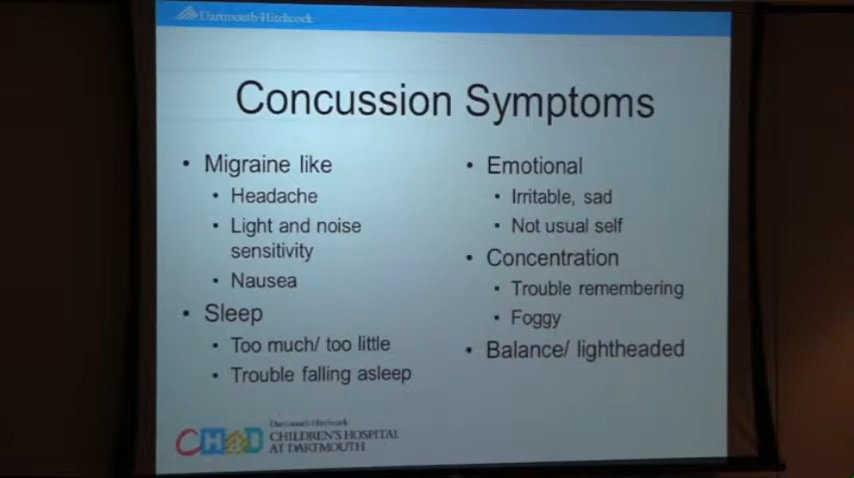 Dartmouth-Hitchcock
Concussion Symptoms
• Migraine like
• Headache
• Light and noise
sensitivity
• Nausea
• Sleep
• Too much/ too little
• Trouble falling asleep
• Emotional
• Irritable, sad
• Not usual self
• Concentration
• Trouble remembering
• Foggy
• Balance/ lightheaded
CH@D
Dartmouth-Hitchcock
CHILDREN'S HOSPITAL
AT DARTMOUTH